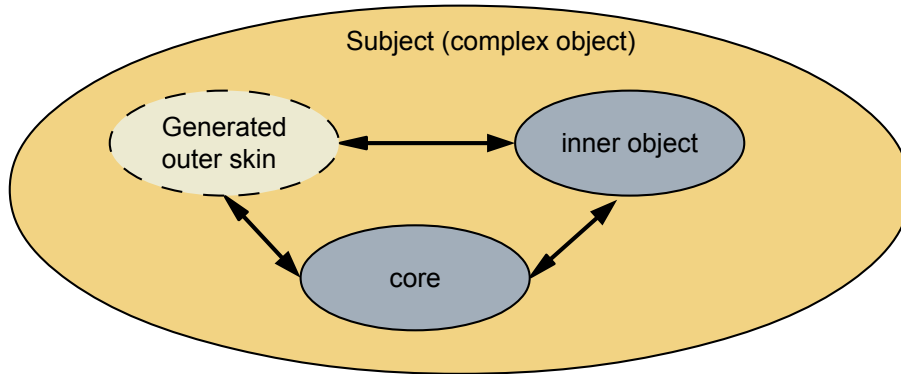 Subject (complex object)
Generated
outer skin
inner object
core